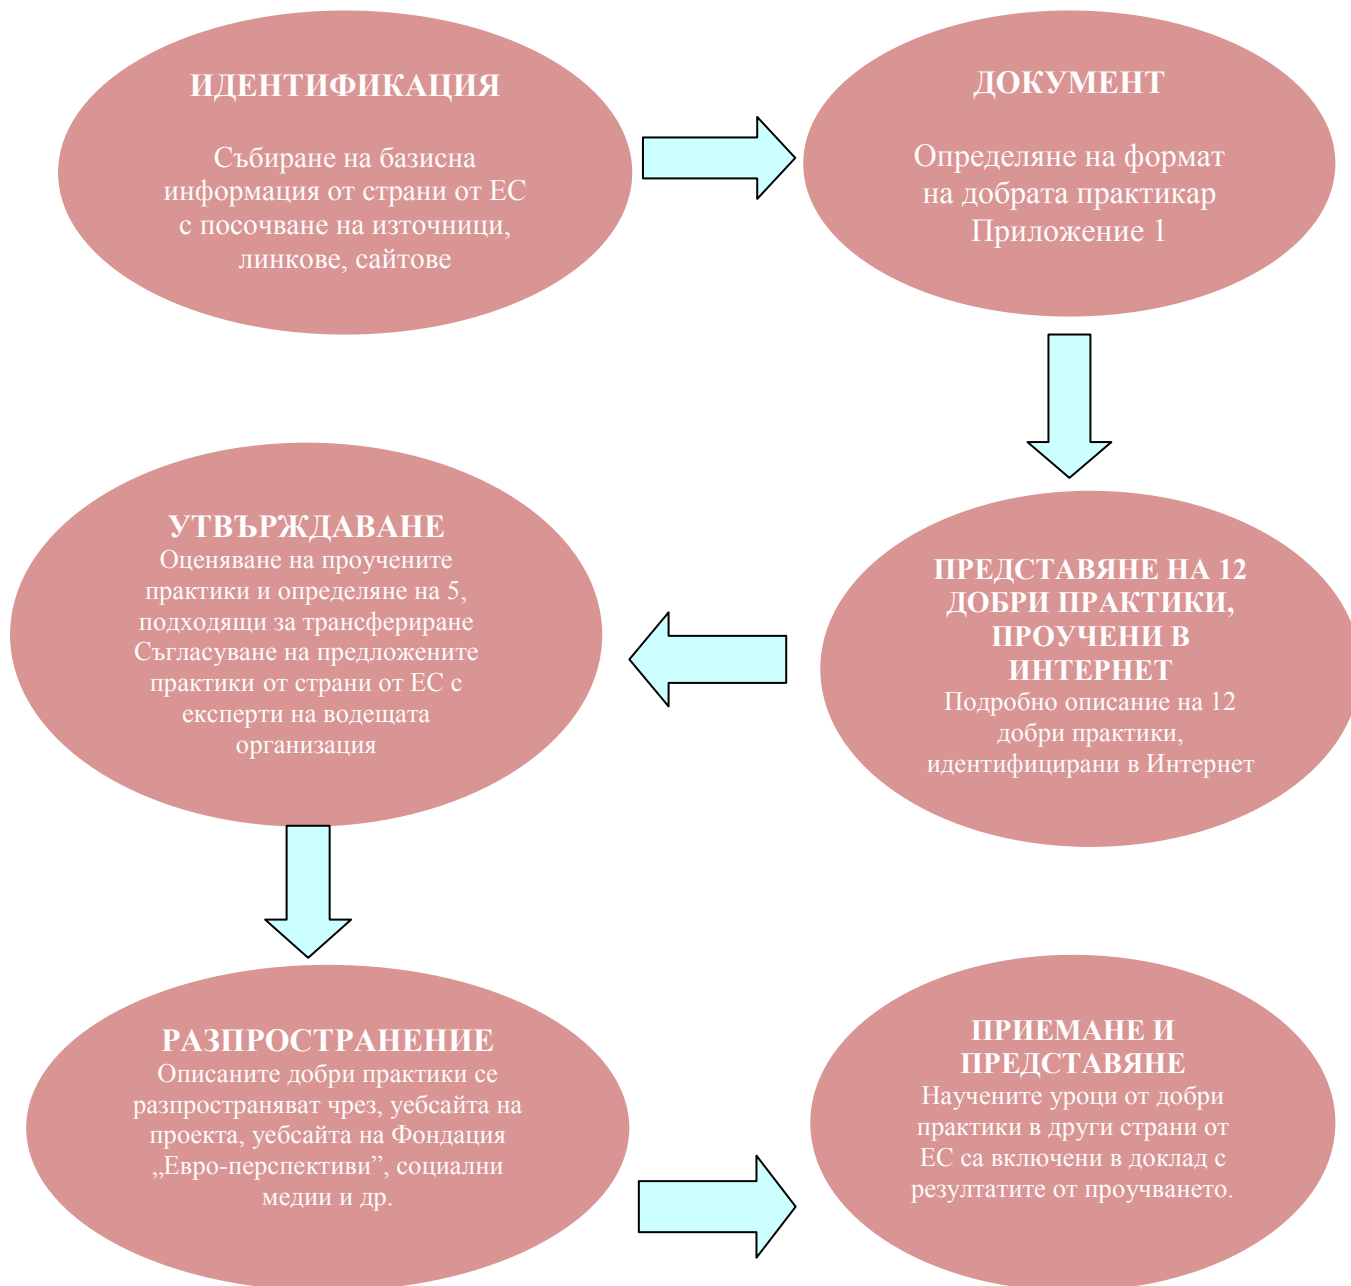 ИДЕНТИФИКАЦИЯ
Събиране на базисна
информация от страни от ЕС
с посочване на източници,
линкове, сайтове
ДОКУМЕНТ
Определяне на формат
на добрата практикар
Приложение 1
ПРЕДСТАВЯНЕ НА 12
ДОБРИ ПРАКТИКИ,
ПРОУЧЕНИ В
ИНТЕРНЕТ
Подробно описание на 12
добри практики,
идентифицирани в Интернет
УТВЪРЖДАВАНЕ
Оценяване на проучените
практики и определяне на 5,
подходящи за трансфериране
Съгласуване на предложените
практики от страни от ЕС с
експерти на водещата
организация
РАЗПРОСТРАНЕНИЕ
Описаните добри практики се
разпространяват чрез, уебсайта на
проекта, уебсайта на Фондация
„Евро-перспективи”, социални
медии и др.
ПРИЕМАНЕ И
ПРЕДСТАВЯНЕ
Научените уроци от добри
практики в други страни от
ЕС са включени в доклад с
резултатите от проучването.